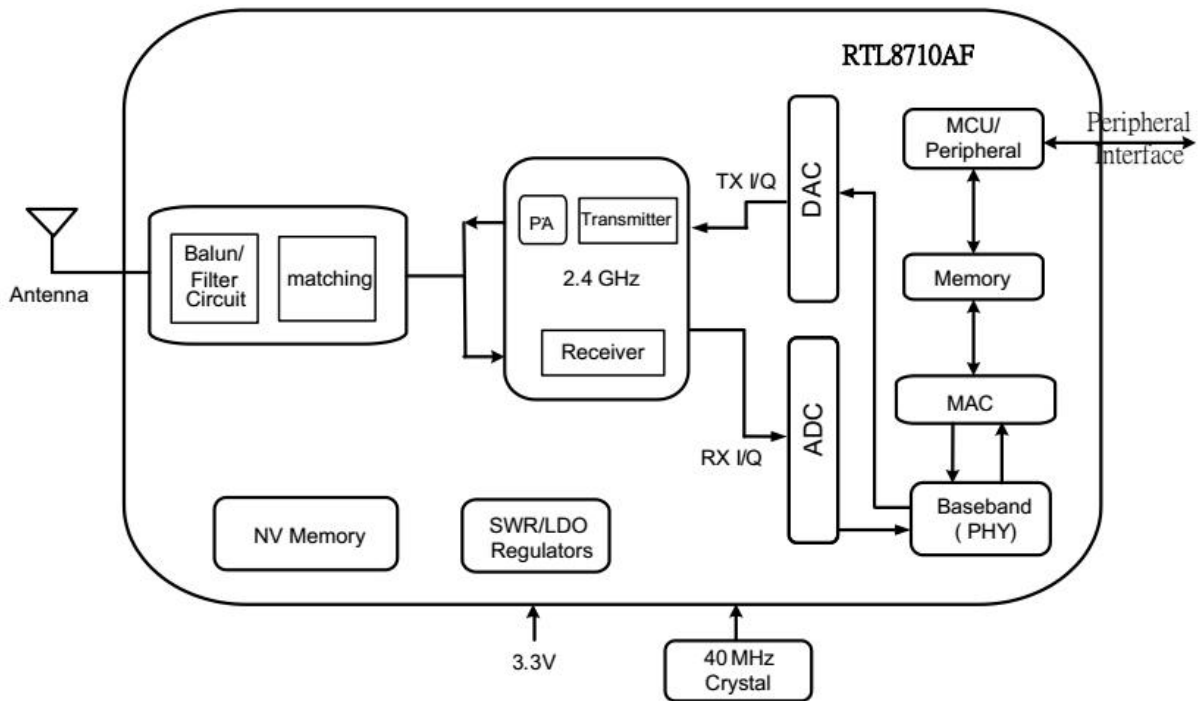 RTL8710AF
MCU/
Peripheral
Peripheral
Interface
DAC
TX I/Q
PA
Transmitter
Balun/
Filter
Circuit
matching
2.4 GHz
Memory
Antenna
Receiver
ADC
MAC
RX I/Q
NV Memory
SWR/LDO
Regulators
Baseband
( PHY)
3.3V
40 MHz
Crystal